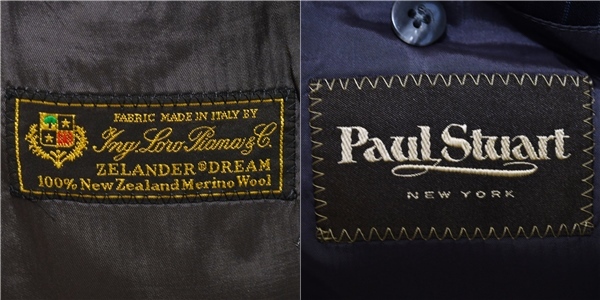 FABRIC MADE IN ITALY BY
Ing. Loro Piana & C.
ZELANDER® DREAM
100% New Zealand Merino Wool
Paul Stuart
NEW YORK